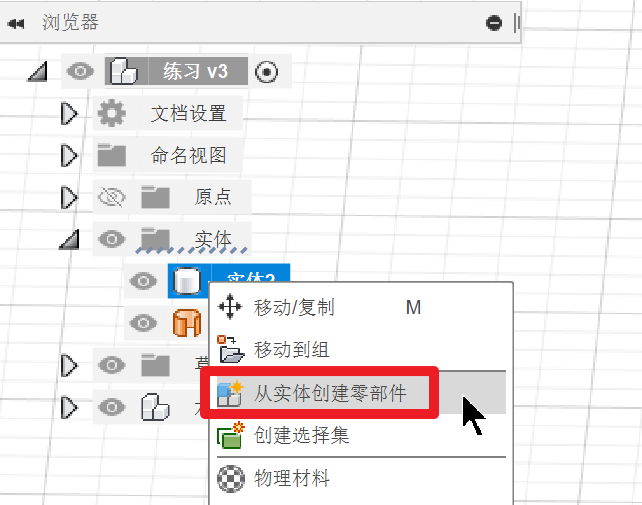 浏览器
练习 v3
文档设置
命名视图
原点
实体
实体2
移动/复制 M
移动到组
从实体创建零部件
创建选择集
物理材料